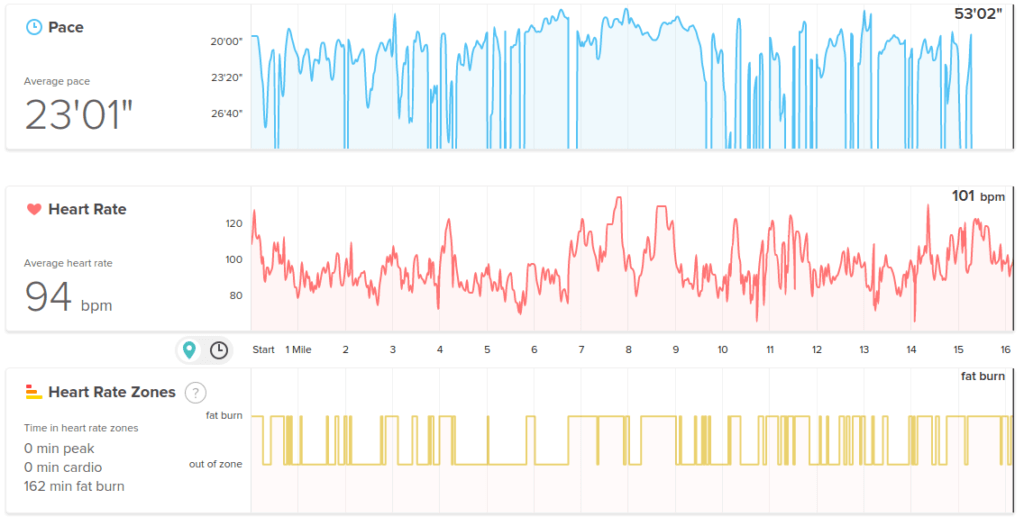 Pace
53'02"
20'00"
Average pace
23'20"
23'01"
26'40"
Heart Rate
101 bpm
120
Average heart rate
100
94 bpm
80
Start 1 Mile 2 3 4 5 6 7 8 9 10 11 12 13 14 15 16
Heart Rate Zones ?
fat burn
fat burn
Time in heart rate zones
0 min peak
0 min cardio
out of zone
162 min fat burn